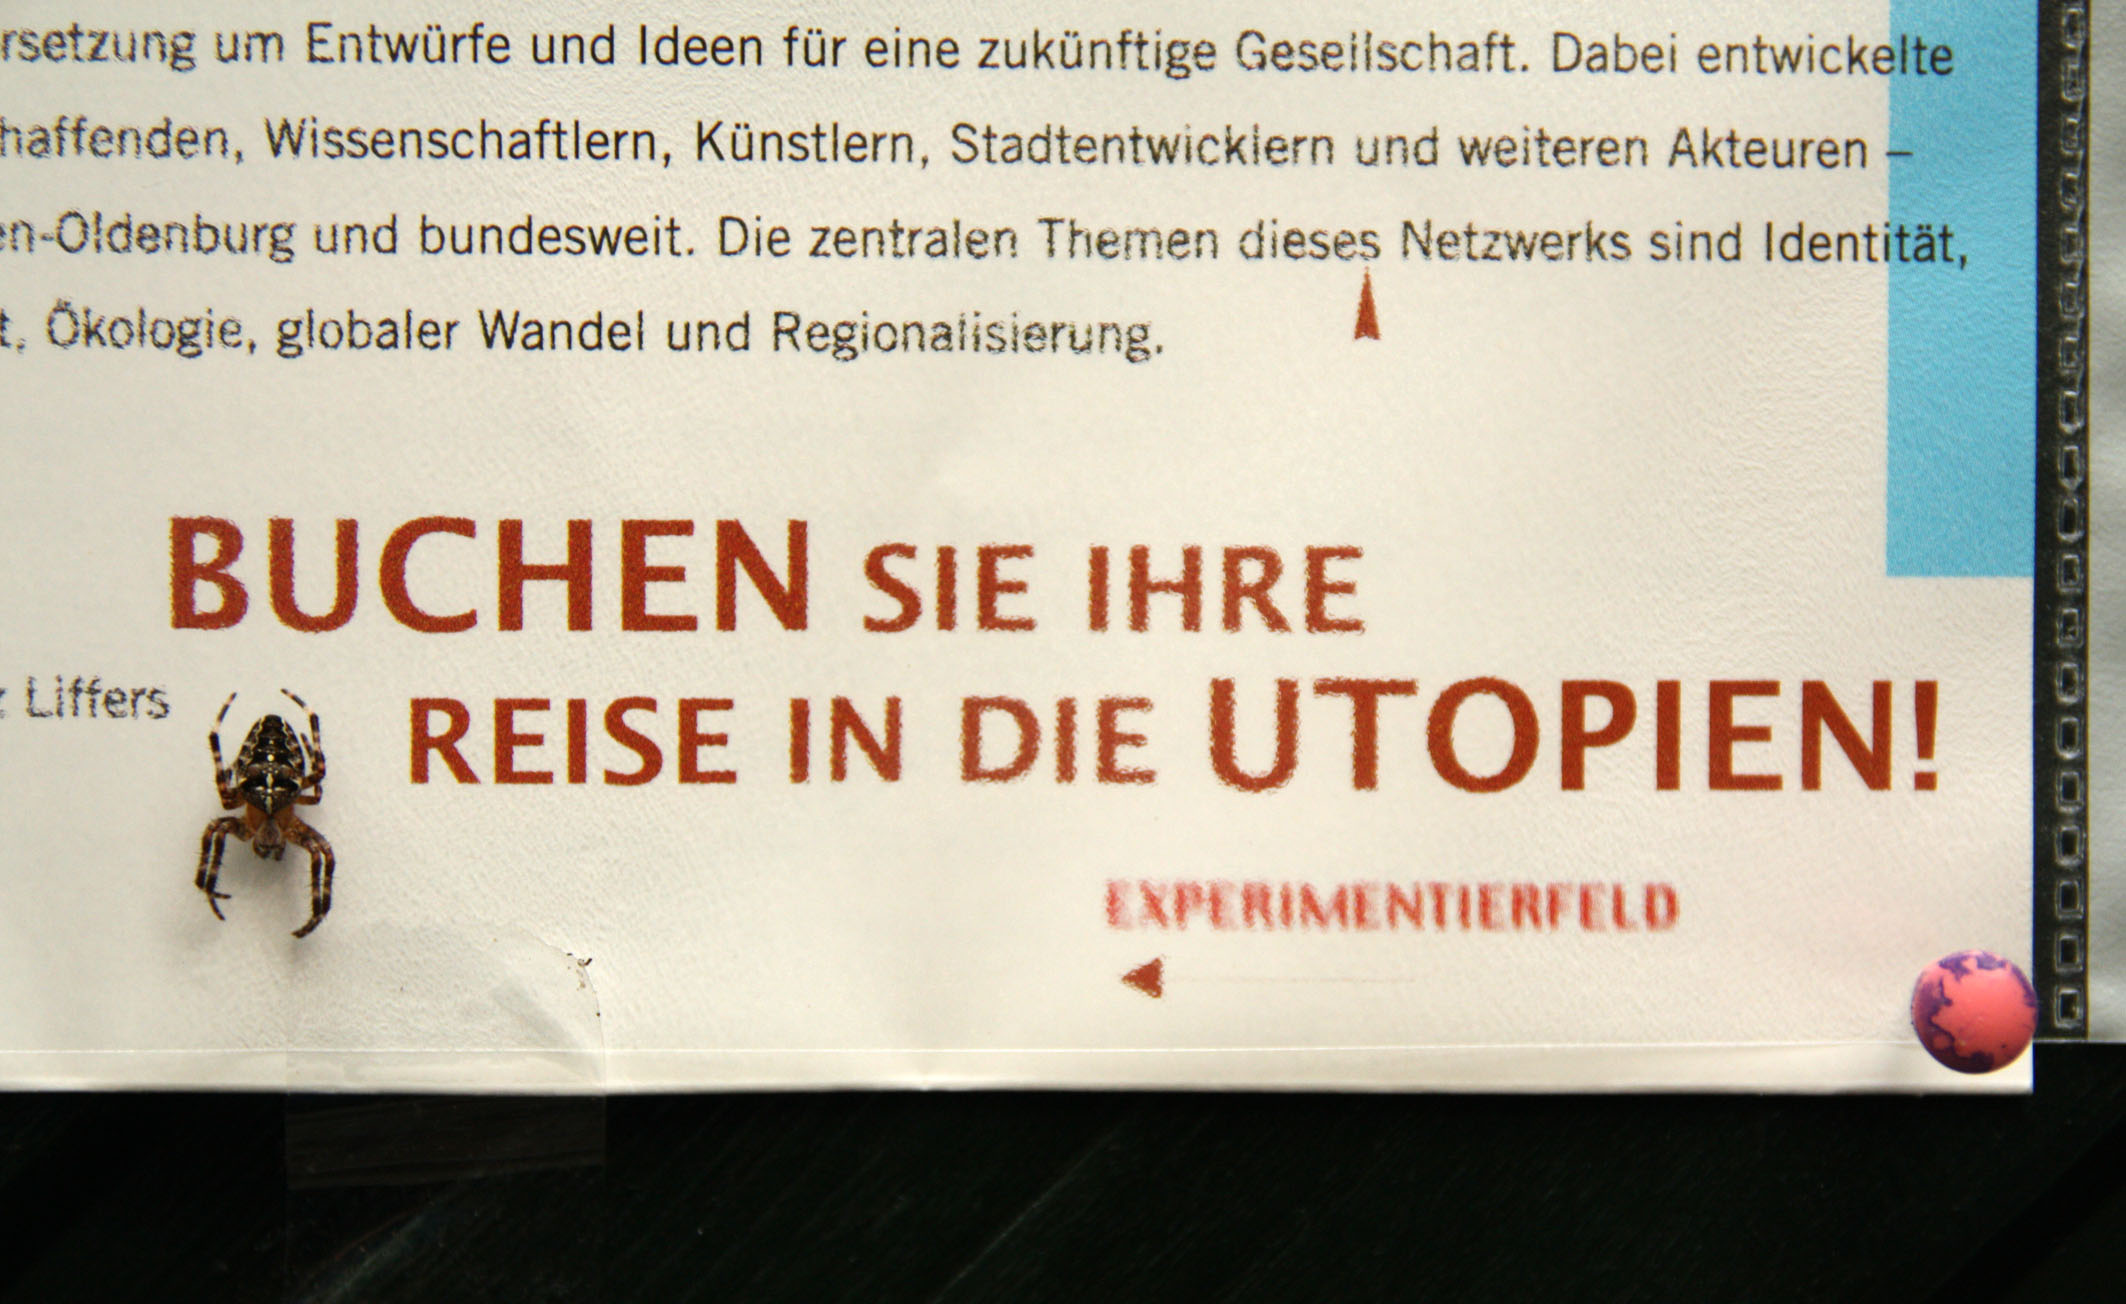 rsetzung um Entwürfe und Ideen für eine zukünftige Gesellschaft. Dabei entwickelte
haffenden, Wissenschaftlern, Künstlern, Stadtentwicklern und weiteren Akteuren –
en-Oldenburg und bundesweit. Die zentralen Themen dieses Netzwerks sind Identität,
t, Ökologie, globaler Wandel und Regionalisierung.
BUCHEN SIE IHRE
REISE IN DIE UTOPIEN!
Liffers
EXPERIMENTIERFELD